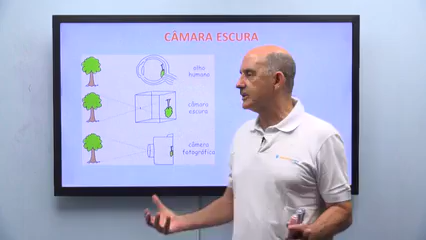 CÂMARA ESCURA
olho
humano
câmara
escura
câmera
fotográfica